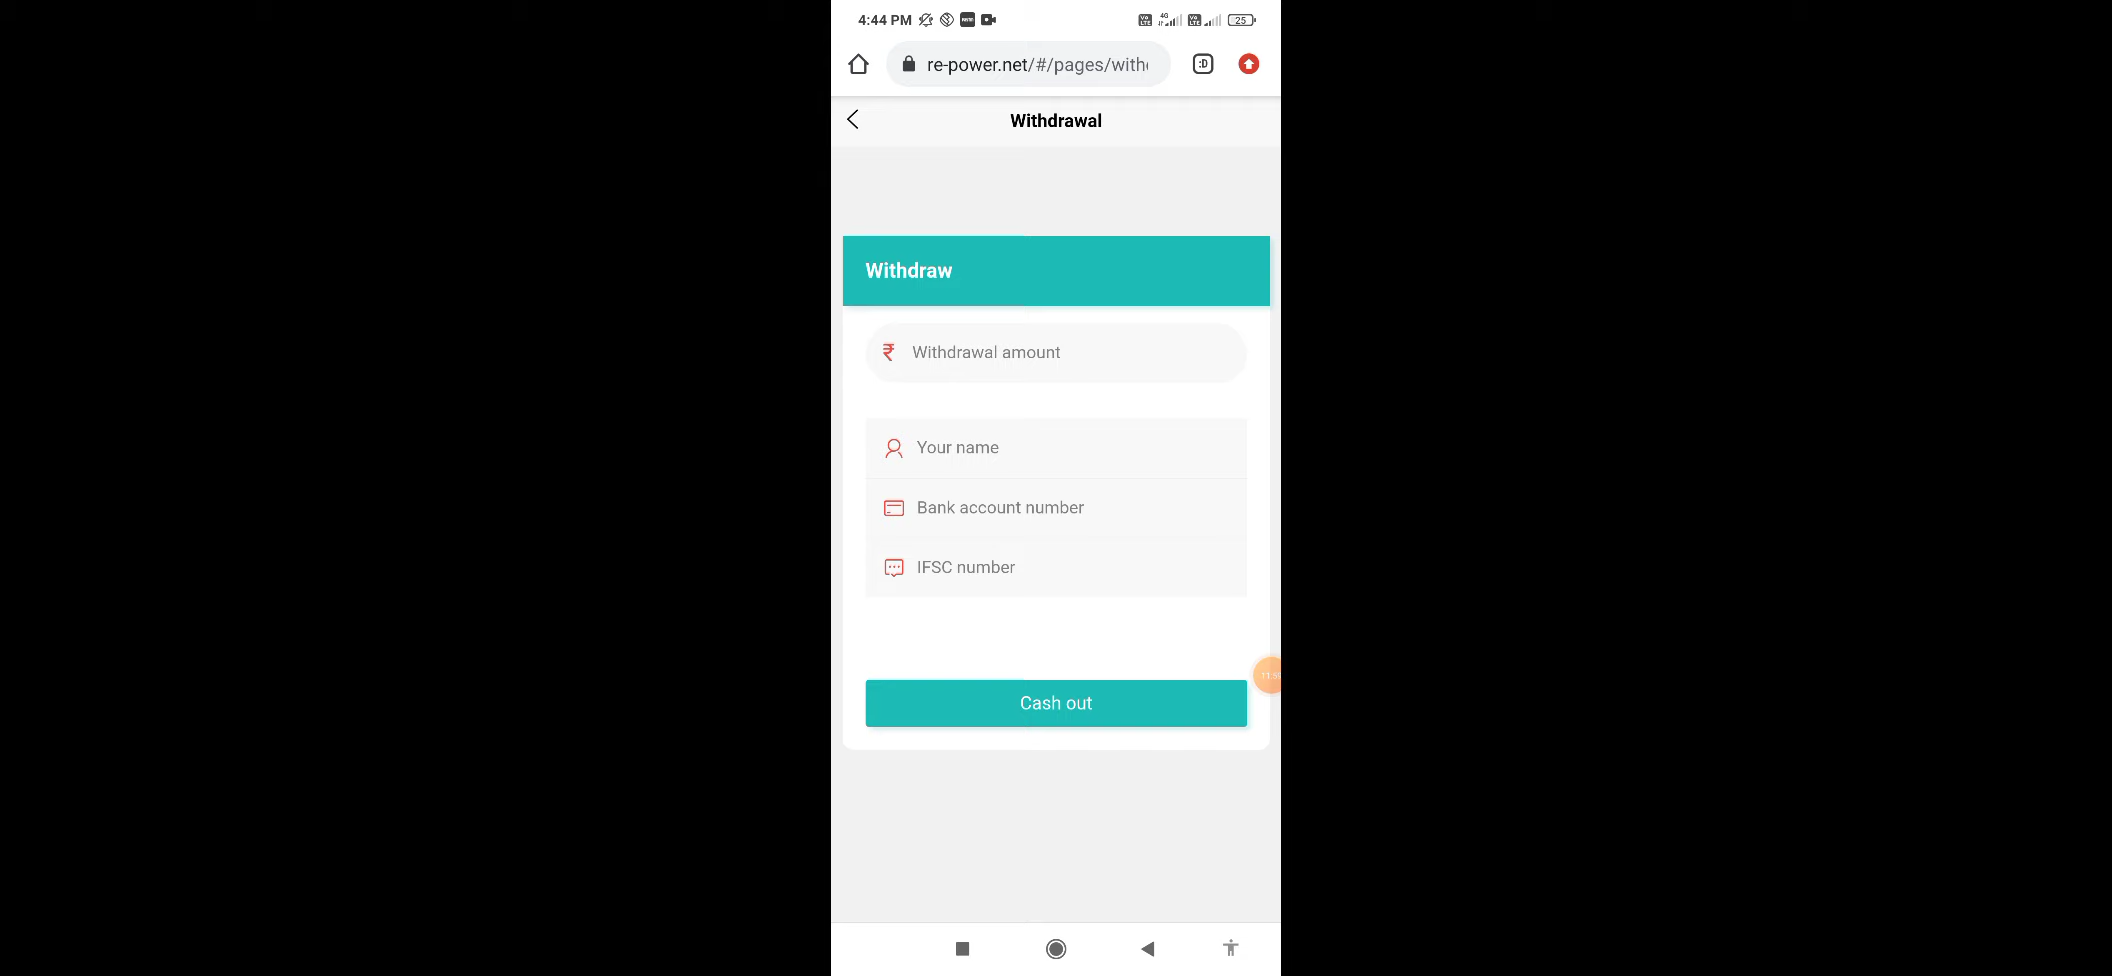 4:44 PM
25
re-power.net/#/pages/with
:D
Withdrawal
Withdraw
₹ Withdrawal amount
Your name
Bank account number
IFSC number
Cash out